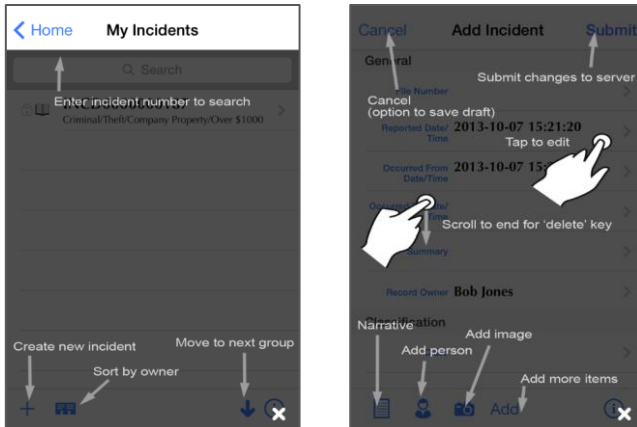 Home
My Incidents
Search
Enter incident number to search
Criminal/Theft/Company Property/Over $1000
Create new incident
Move to next group
Sort by owner
Cancel
Add Incident
Submit
General
Submit changes to server
File Number
Cancel
(option to save draft)
Reported Date/
Time
2013-10-07 15:21:20
Tap to edit
Occurred From
Date/Time
2013-10-07 15:
Time
Scroll to end for 'delete' key
Summary
Record Owner
Bob Jones
Narrative
Classification
Add image
Add person
Add more items
Add